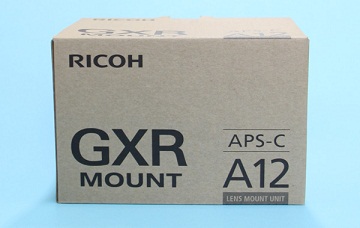 RICOH
GXR
MOUNT
APS-C
A12
LENS MOUNT UNIT